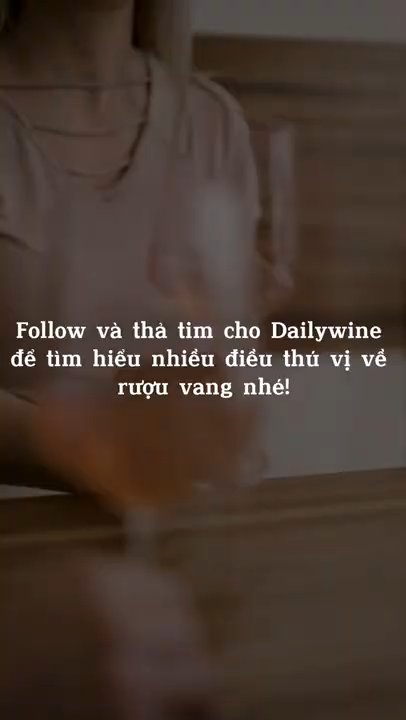 Follow và thả tim cho Dailywine
để tìm hiểu nhiều điều thú vị về
rượu vang nhé!